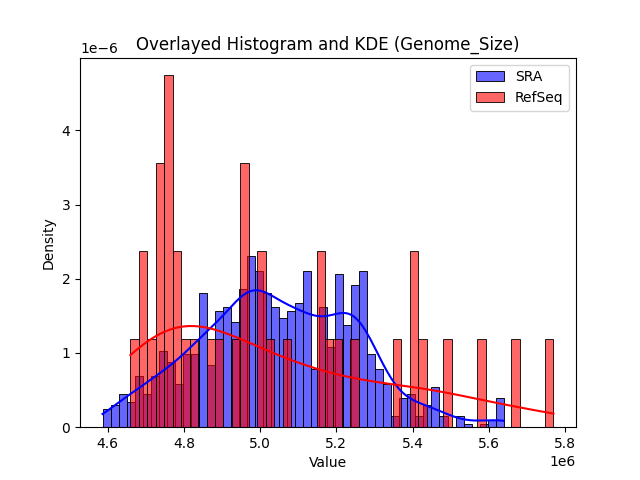 Overlayed Histogram and KDE (Genome_Size)
1e−6
SRA
RefSeq
4
3
2
1
0
Density
4.6 4.8 5.0 5.2 5.4 5.6 5.8
Value
1e6